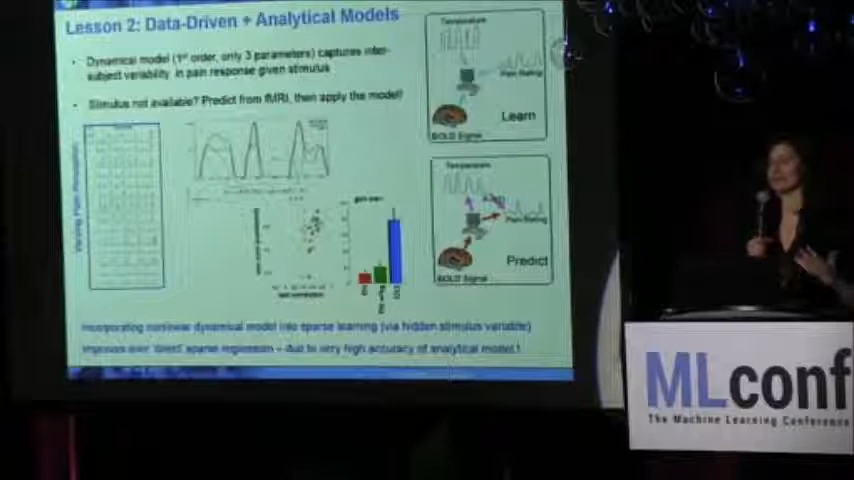 Lesson 2: Data-Driven + Analytical Models
Dynamical model (1st order, only 3 parameters) captures inter-
subject variability in pain response given stimulus
Stimulus not available? Predict from fMRI, then apply the model!
Temperature
Pain Rating
BOLD Signal
Learn
Temperature
Pain Rating
BOLD Signal
Predict
Incorporating nonlinear dynamical model into sparse learning (via hidden stimulus variable)
improves over 'direct' sparse regression – due to very high accuracy of analytical model!
MLconf
The Machine Learning Conference